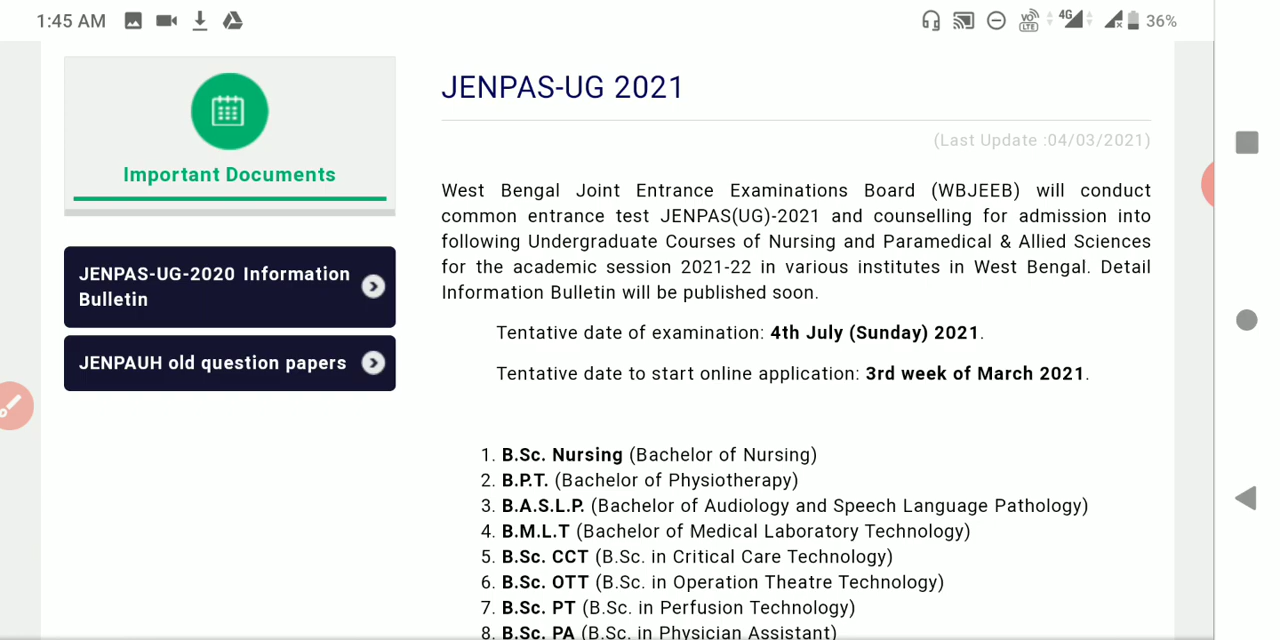 1:45 AM
VO)
LTE
4G
36%
Important Documents
JENPAS-UG-2020 Information
Bulletin
JENPAUH old question papers
JENPAS-UG 2021
(Last Update :04/03/2021)
West Bengal Joint Entrance Examinations Board (WBJEEB) will conduct
common entrance test JENPAS(UG)-2021 and counselling for admission into
following Undergraduate Courses of Nursing and Paramedical & Allied Sciences
for the academic session 2021-22 in various institutes in West Bengal. Detail
Information Bulletin will be published soon.
Tentative date of examination: 4th July (Sunday) 2021.
Tentative date to start online application: 3rd week of March 2021.
1. B.Sc. Nursing (Bachelor of Nursing)
2. B.P.T. (Bachelor of Physiotherapy)
3. B.A.S.L.P. (Bachelor of Audiology and Speech Language Pathology)
4. B.M.L.T (Bachelor of Medical Laboratory Technology)
5. B.Sc. CCT (B.Sc. in Critical Care Technology)
6. B.Sc. OTT (B.Sc. in Operation Theatre Technology)
7. B.Sc. PT (B.Sc. in Perfusion Technology)
8. B.Sc. PA (B.Sc. in Physician Assistant)